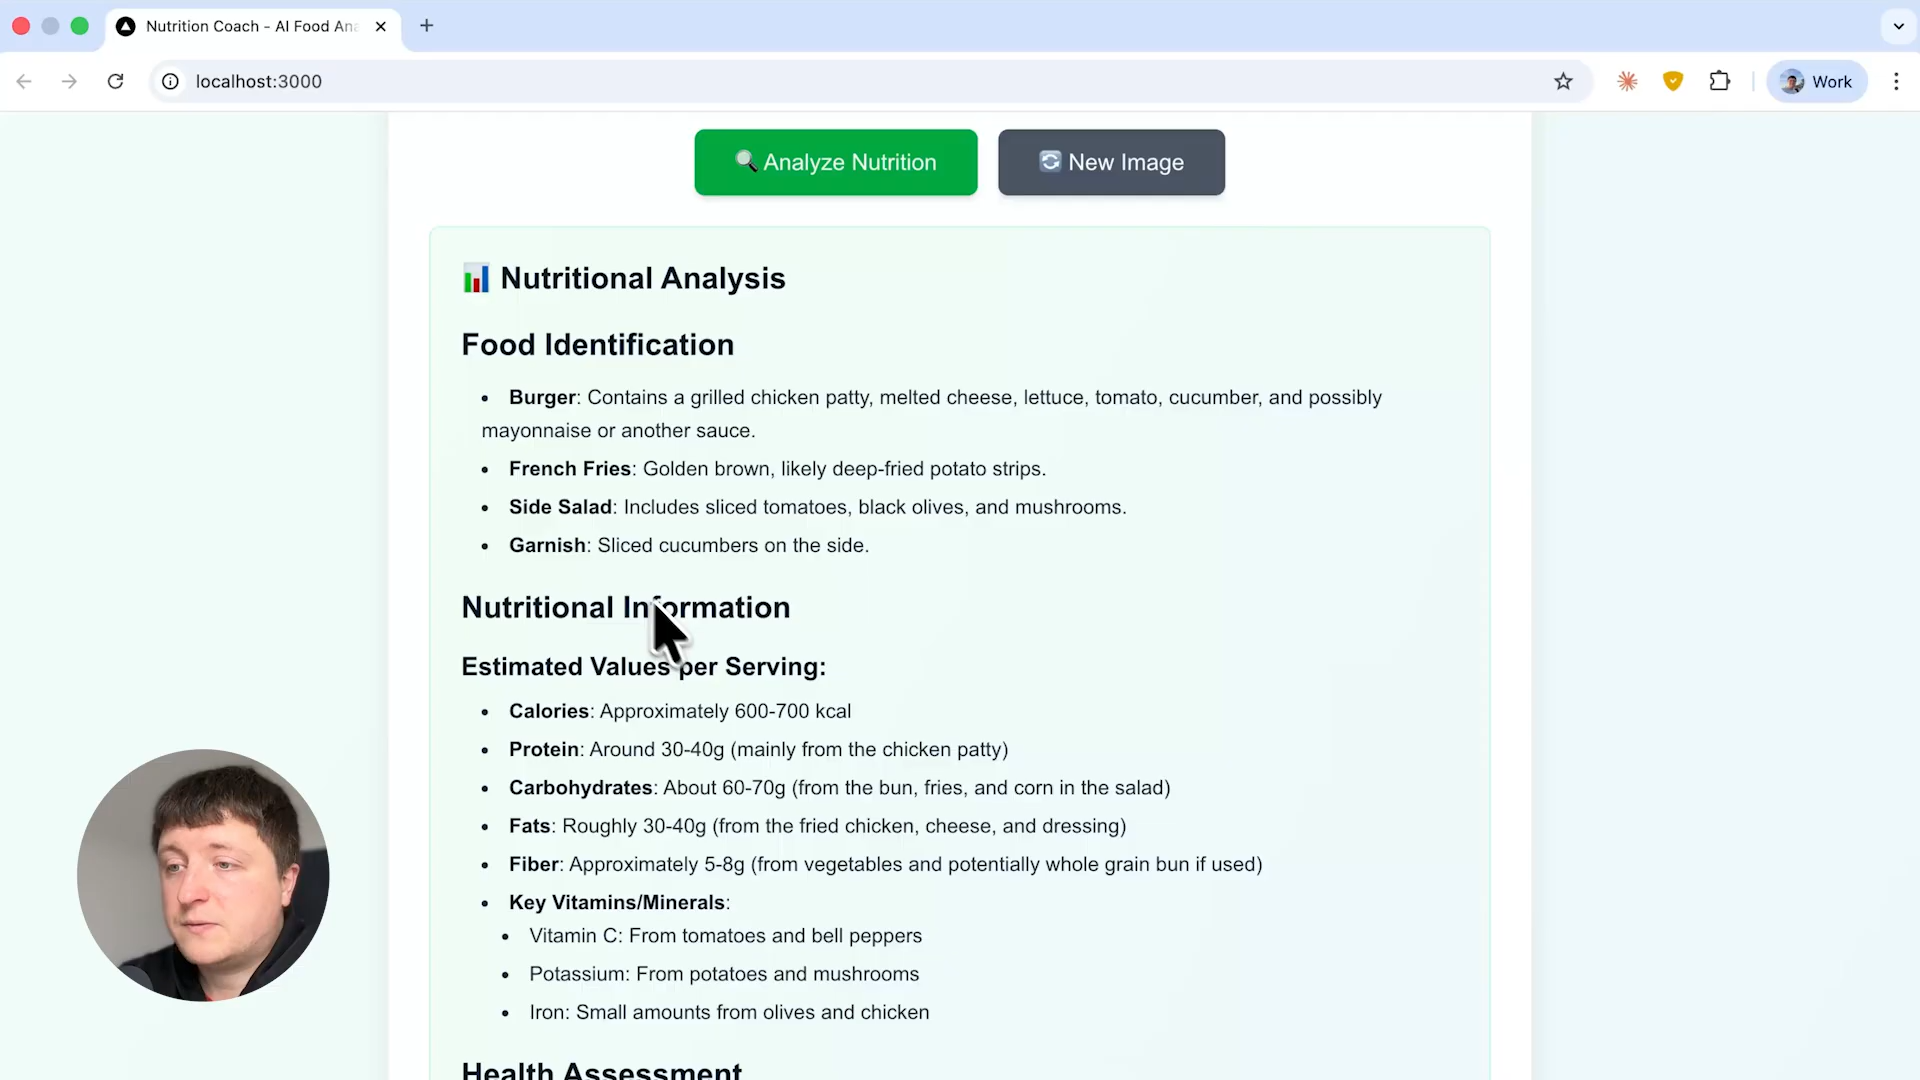 Nutrition Coach - AI Food Ana
localhost:3000
Work
Analyze Nutrition
New Image
Nutritional Analysis
Food Identification
• Burger: Contains a grilled chicken patty, melted cheese, lettuce, tomato, cucumber, and possibly
mayonnaise or another sauce.
• French Fries: Golden brown, likely deep-fried potato strips.
• Side Salad: Includes sliced tomatoes, black olives, and mushrooms.
• Garnish: Sliced cucumbers on the side.
Nutritional Information
Estimated Values per Serving:
• Calories: Approximately 600-700 kcal
• Protein: Around 30-40g (mainly from the chicken patty)
• Carbohydrates: About 60-70g (from the bun, fries, and corn in the salad)
• Fats: Roughly 30-40g (from the fried chicken, cheese, and dressing)
• Fiber: Approximately 5-8g (from vegetables and potentially whole grain bun if used)
• Key Vitamins/Minerals:
• Vitamin C: From tomatoes and bell peppers
• Potassium: From potatoes and mushrooms
• Iron: Small amounts from olives and chicken
Health Assessment